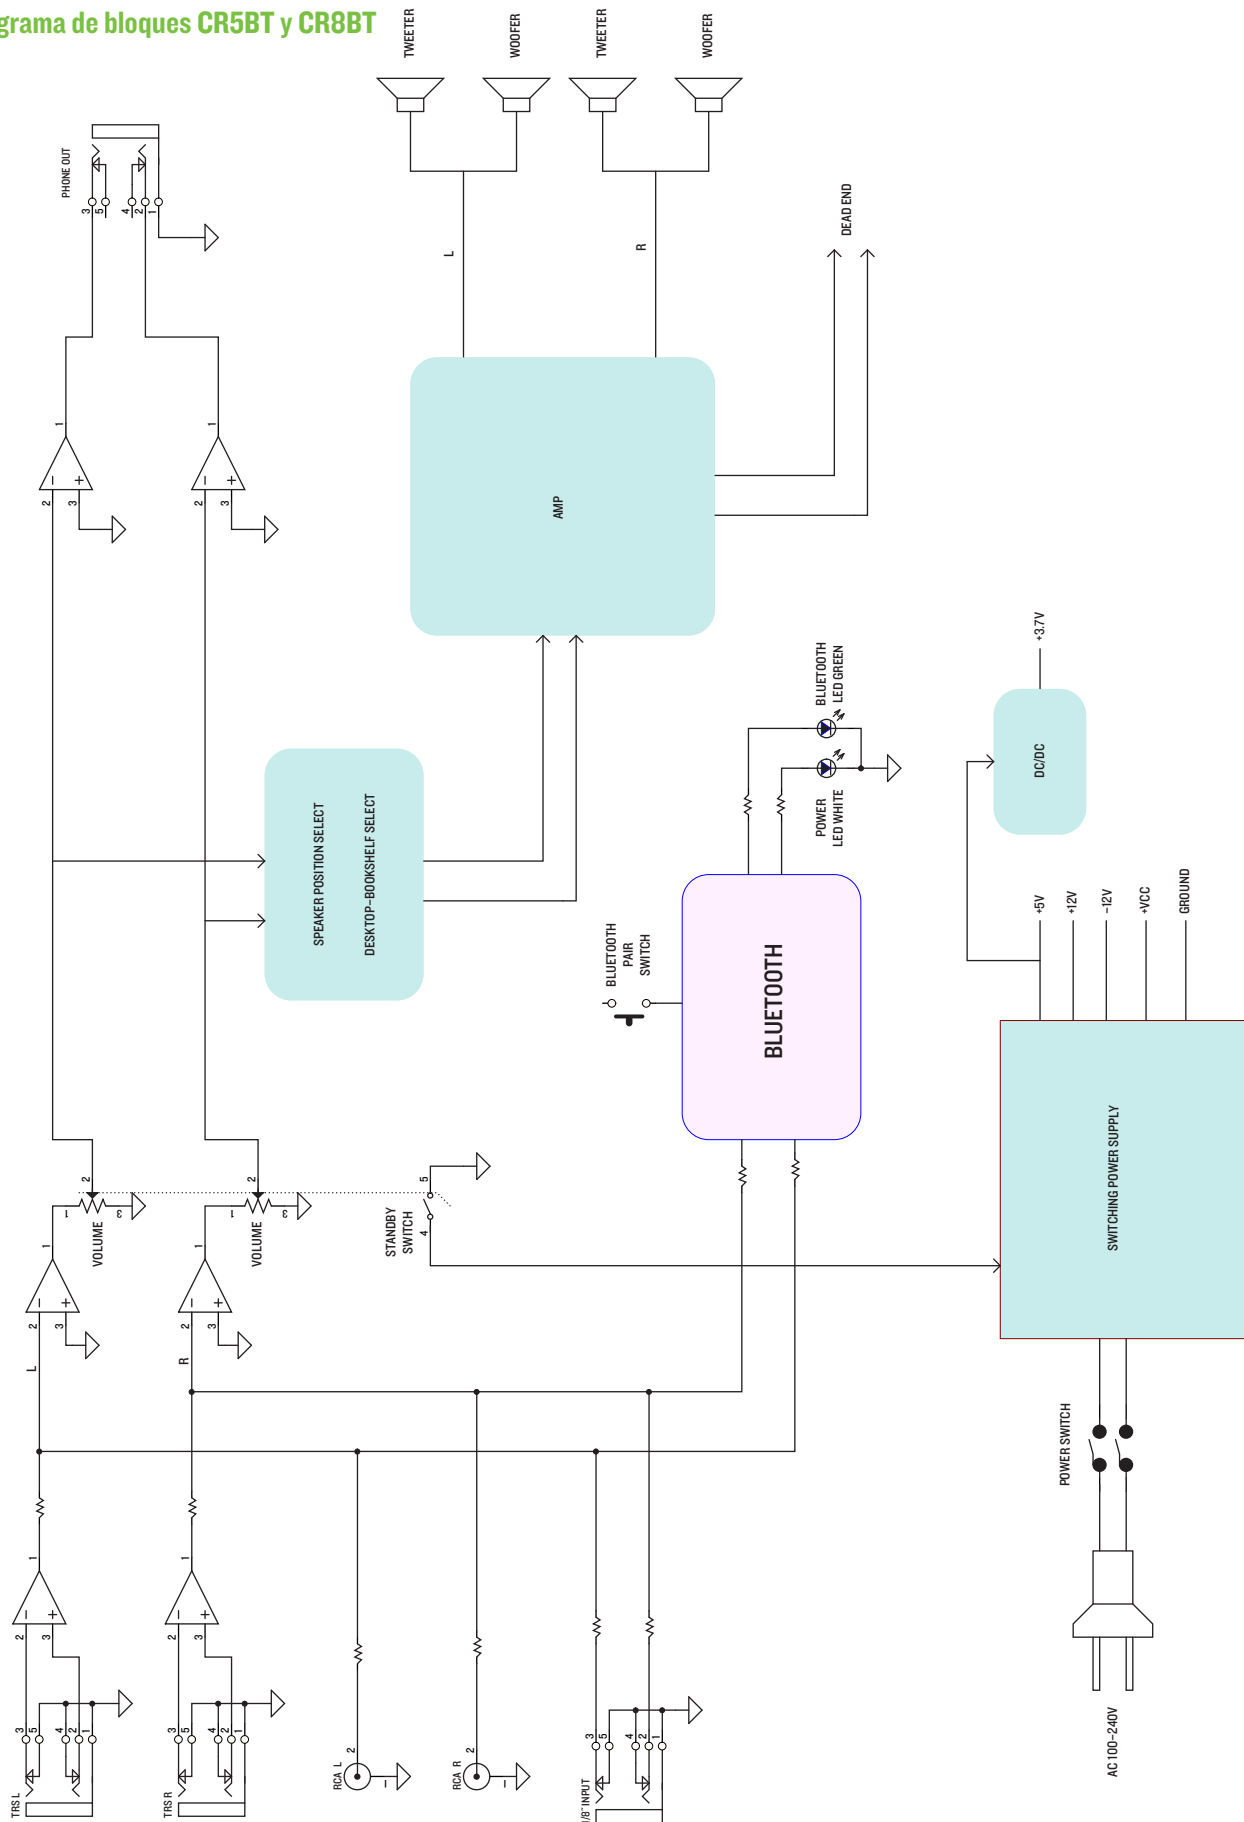 grama de bloques CR5BT y CR8BT
TWEETER
WOOFER
TWEETER
WOOFER
PHONE OUT
3
5
4
2
1
L
R
DEAD END
1
2
3
1
2
3
AMP
SPEAKER POSITION SELECT
DESKTOP-BOOKSHELF SELECT
BLUETOOTH
LED GREEN
POWER
LED WHITE
+3.7V
DC/DC
BLUETOOTH
PAIR
SWITCH
BLUETOOTH
+5V
+12V
-12V
+VCC
GROUND
SWITCHING POWER SUPPLY
2
1
3
VOLUME
2
1
3
VOLUME
5
4
STANDBY
SWITCH
1
2
3
L
1
2
3
R
POWER SWITCH
AC 100-240V
1
2
3
1
2
3
3
5
4
2
1
TRS L
3
5
4
2
1
TRS R
2
RCA L
2
RCA R
3
5
4
2
1
1/8" INPUT